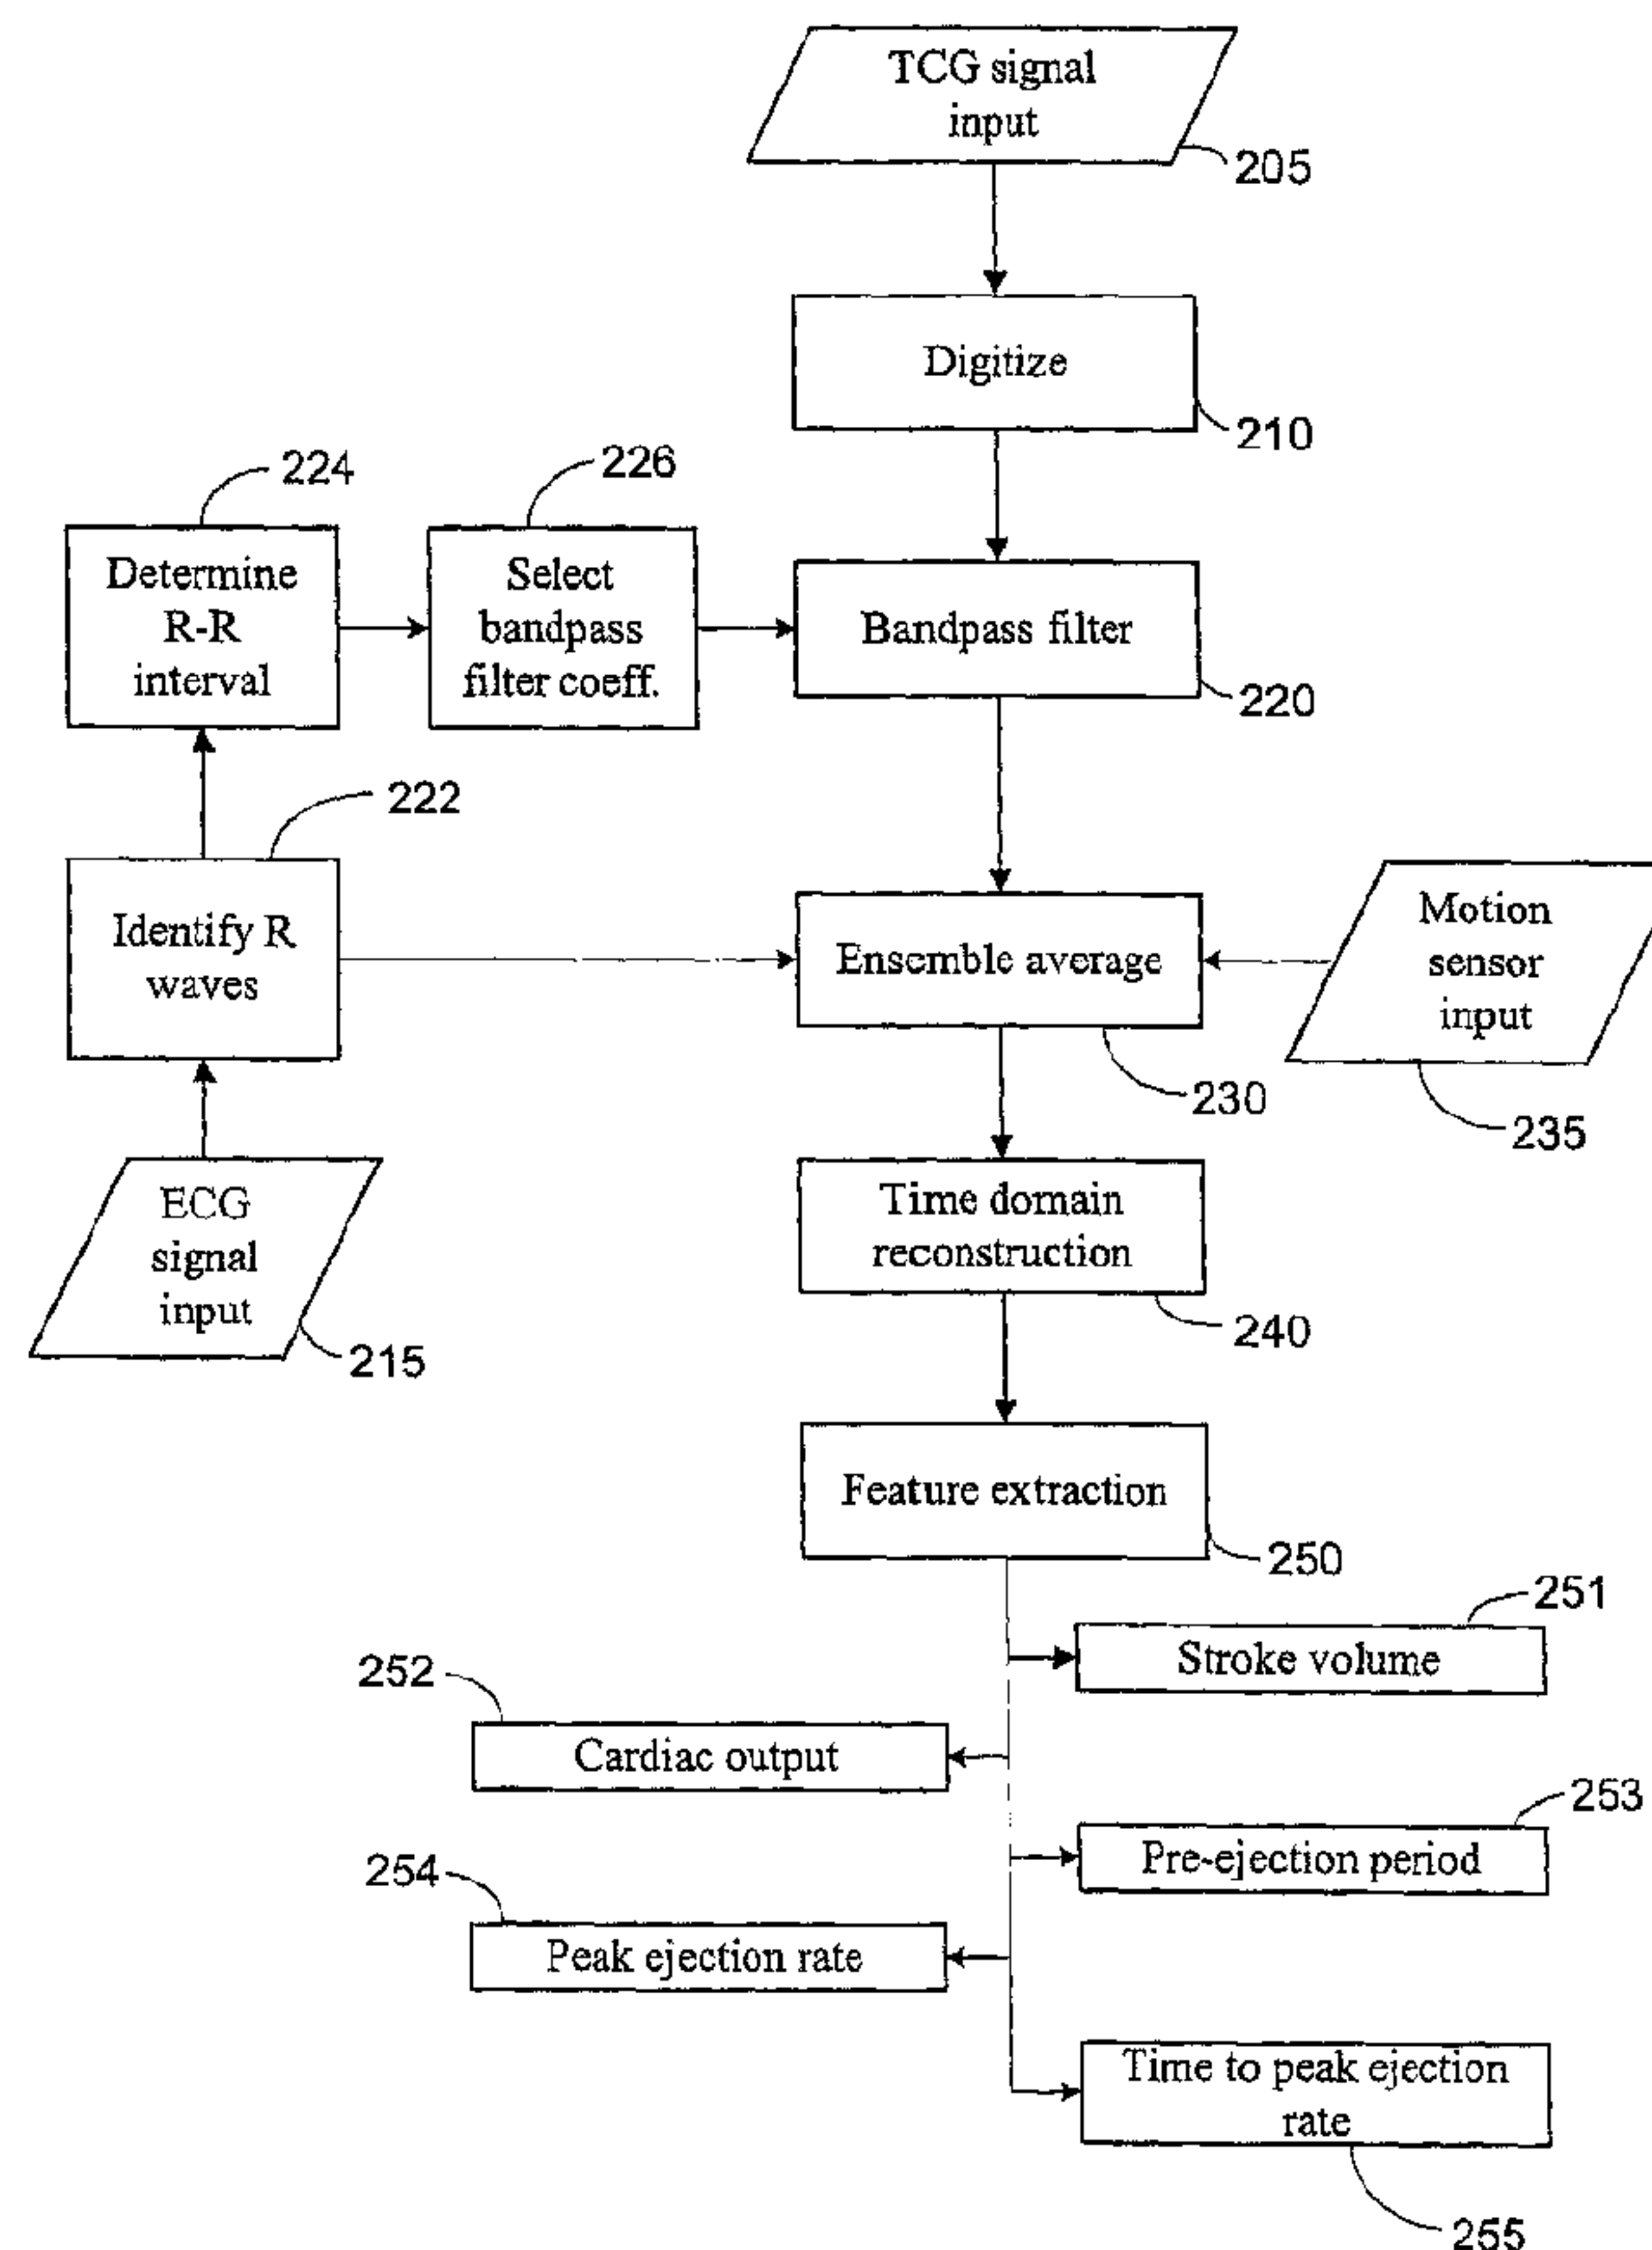 TCG signal
input
205
Digitize
210
224
226
Determine
R-R
interval
Select
bandpass
filter coeff.
Bandpass filter
220
222
Identify R
waves
Ensemble average
Motion
sensor
input
230
235
ECG
signal
input
215
Time domain
reconstruction
240
Feature extraction
250
251
Stroke volume
252
Cardiac output
253
Pre-ejection period
254
Peak ejection rate
Time to peak ejection
rate
255